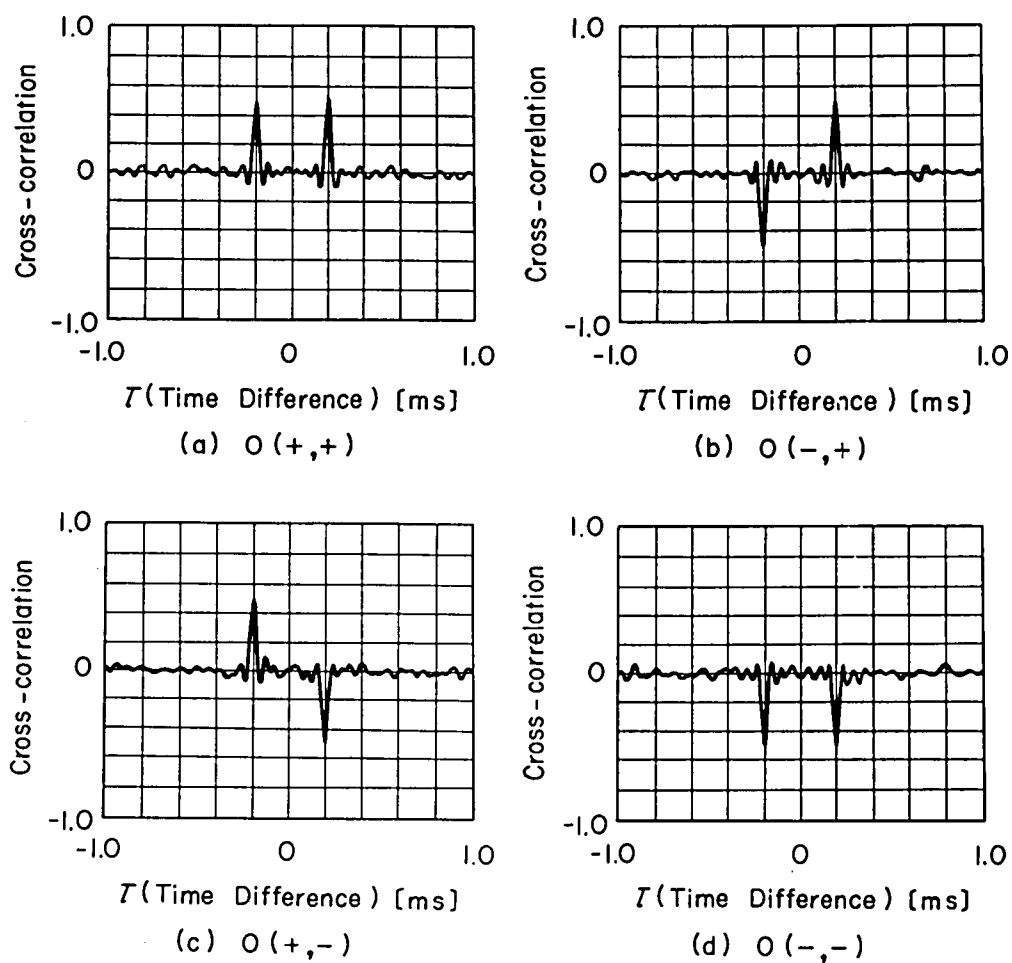 1.0
Cross-correlation
0
-1.0
-1.0 0 1.0
τ(Time Difference) [ms]
(a) O(+,+)
1.0
Cross-correlation
0
-1.0
-1.0 0 1.0
τ(Time Difference) [ms]
(b) O(-,+)
1.0
Cross-correlation
0
-1.0
-1.0 0 1.0
τ(Time Difference) [ms]
(c) O(+,-)
1.0
Cross-correlation
0
-1.0
-1.0 0 1.0
τ(Time Difference) [ms]
(d) O(-,-)